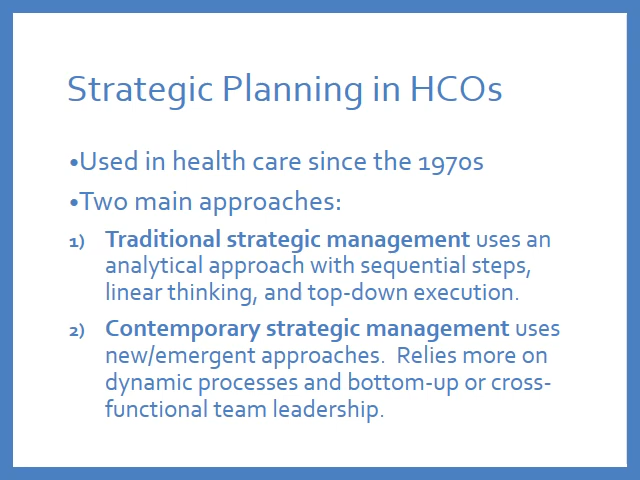 Strategic Planning in HCOs
•Used in health care since the 1970s
•Two main approaches:
1) Traditional strategic management uses an
analytical approach with sequential steps,
linear thinking, and top-down execution.
2) Contemporary strategic management uses
new/emergent approaches.  Relies more on
dynamic processes and bottom-up or cross-
functional team leadership.